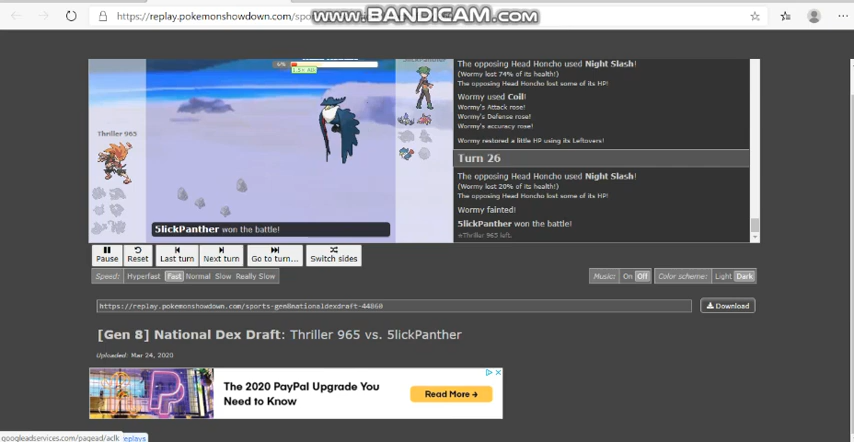 https://replay.pokemonshowdown.com/spo
WWW.BANDICAM.COM
The opposing Head Honcho used Night Slash!
(Wormy lost 74% of its health!)
The opposing Head Honcho lost some of its HP!
Wormy used Coil!
Wormy's Attack rose!
Wormy's Defense rose!
Wormy's accuracy rose!
Wormy restored a little HP using its Leftovers!
Turn 26
The opposing Head Honcho used Night Slash!
(Wormy lost 20% of its health!)
The opposing Head Honcho lost some of its HP!
Wormy fainted!
5lickPanther won the battle!
Thriller 965 left.
Thriller 965
5lickPanther won the battle!
Pause
Reset
Last turn
Next turn
Go to turn...
Switch sides
Speed: Hyperfast Fast Normal Slow Really Slow
Music: On Off
Color scheme: Light Dark
https://replay.pokemonshowdown.com/sports-gen8nationaldexdraft-44860
Download
[Gen 8] National Dex Draft: Thriller 965 vs. 5lickPanther
Uploaded: Mar 24, 2020
The 2020 PayPal Upgrade You
Need to Know
Read More →
googleadservices.com/pagead/aclk
replays